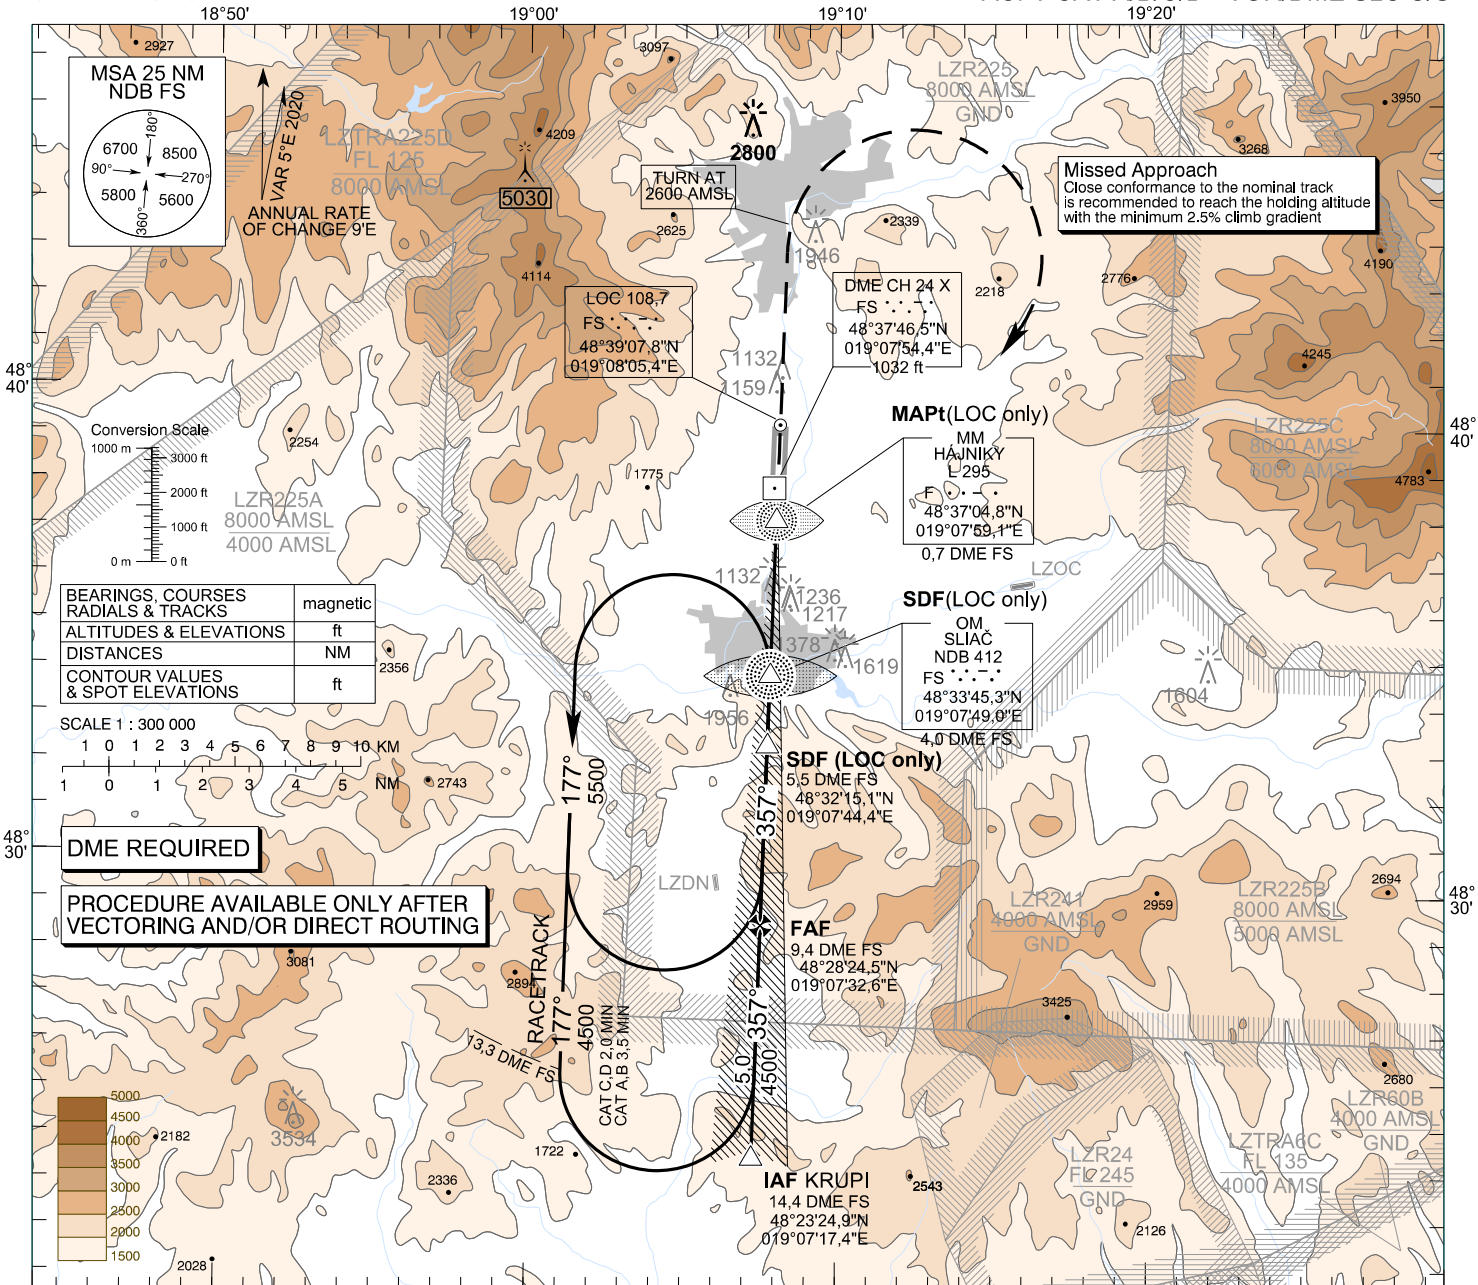 18°50'
19°00'
19°10'
19°20'
2927
MSA 25 NM
NDB FS
180°
6700
8500
90°
270°
5800
5600
360°
VAR 5°E 2020
ANNUAL RATE
OF CHANGE 9'E
LZTRA225D
FL 125
8000 AMSL
4209
5030
4114
3097
2800
TURN AT
2600 AMSL
2625
1946
2339
2218
LZR225
8000 AMSL
GND
3950
3268
Missed Approach
Close conformance to the nominal track
is recommended to reach the holding altitude
with the minimum 2.5% climb gradient
4190
2776
4245
4783
LOC 108,7
FS
48°39'07,8"N
019°08'05,4"E
DME CH 24 X
FS
48°37'46,5"N
019°07'54,4"E
1032 ft
1132
1159
48°
40'
48°
40'
MAPt(LOC only)
MM
HÁJNIKY
L 295
F
48°37'04,8"N
019°07'59,1"E
0,7 DME FS
LZR225C
8000 AMSL
6000 AMSL
Conversion Scale
1000 m
3000 ft
2000 ft
1000 ft
0 m
0 ft
2254
LZR225A
8000 AMSL
4000 AMSL
1775
BEARINGS, COURSES
RADIALS & TRACKS
magnetic
ALTITUDES & ELEVATIONS
ft
DISTANCES
NM
CONTOUR VALUES
& SPOT ELEVATIONS
ft
2356
SCALE 1 : 300 000
1 0 1 2 3 4 5 6 7 8 9 10 KM
1 0 1 2 3 4 5 NM
2743
1132
1236
1217
1378
1619
1956
LZOC
SDF(LOC only)
OM
SLIAČ
NDB 412
FS
48°33'45,3"N
019°07'49,0"E
4,0 DME FS
1604
SDF (LOC only)
5,5 DME FS
48°32'15,1"N
019°07'44,4"E
177°
5500
357°
48°
30'
48°
30'
DME REQUIRED
PROCEDURE AVAILABLE ONLY AFTER
VECTORING AND/OR DIRECT ROUTING
LZDN
FAF
9,4 DME FS
48°28'24,5"N
019°07'32,6"E
LZR241
4000 AMSL
GND
2959
LZR225B
8000 AMSL
5000 AMSL
2694
3081
2894
RACETRACK
177°
4500
CAT C,D 2,0 MIN
CAT A,B 3,5 MIN
13,3 DME FS
357°
5,0
4500
3425
2680
LZR60B
4000 AMSL
GND
5000
4500
4000
3500
3000
2500
2000
1500
2182
3534
2336
1722
2028
IAF KRUPI
14,4 DME FS
48°23'24,9"N
019°07'17,4"E
2543
LZR24
FL 245
GND
LZTRA6C
FL 135
4000 AMSL
2126